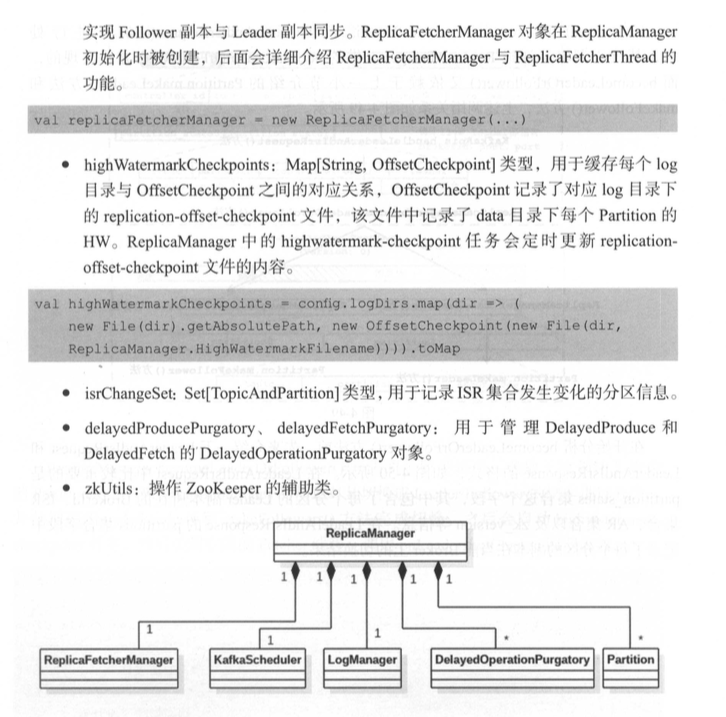 实现 Follower 副本与 Leader 副本同步。ReplicaFetcherManager 对象在 ReplicaManager
初始化时被创建，后面会详细介绍 ReplicaFetcherManager 与 ReplicaFetcherThread 的
功能。
val replicaFetcherManager = new ReplicaFetcherManager(...)
• highWatermarkCheckpoints：Map[String, OffsetCheckpoint] 类型，用于缓存每个 log
目录与 OffsetCheckpoint 之间的对应关系，OffsetCheckpoint 记录了对应 log 目录下
的 replication-offset-checkpoint 文件，该文件中记录了 data 目录下每个 Partition 的
HW。ReplicaManager 中的 highwatermark-checkpoint 任务会定时更新 replication-
offset-checkpoint 文件的内容。
val highWatermarkCheckpoints = config.logDirs.map(dir => (
new File(dir).getAbsolutePath, new OffsetCheckpoint(new File(dir,
ReplicaManager.HighWatermarkFilename)))).toMap
• isrChangeSet: Set[TopicAndPartition] 类型，用于记录 ISR 集合发生变化的分区信息。
• delayedProducePurgatory、delayedFetchPurgatory：用于管理 DelayedProduce 和
DelayedFetch 的 DelayedOperationPurgatory 对象。
• zkUtils：操作 ZooKeeper 的辅助类。
ReplicaManager
1 1 1 1 1
1 1 1 * *
ReplicaFetcherManager KafkaScheduler LogManager DelayedOperationPurgatory Partition